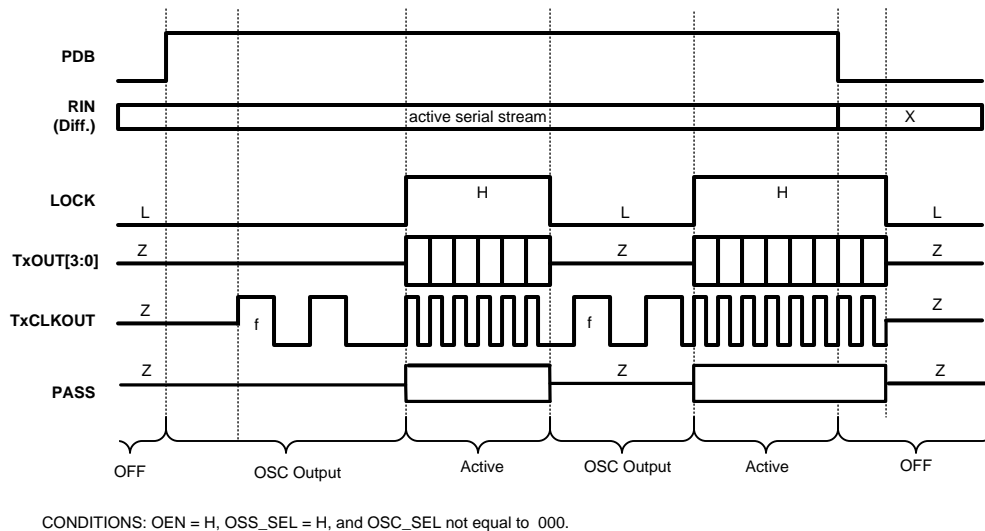 PDB
RIN
(Diff.)
active serial stream
X
LOCK
L
H
L
H
L
TxOUT[3:0]
Z
Z
Z
TxCLKOUT
Z
f
f
Z
PASS
Z
Z
Z
OFF
OSC Output
Active
OSC Output
Active
OFF
CONDITIONS: OEN = H, OSS_SEL = H, and OSC_SEL not equal to 000.